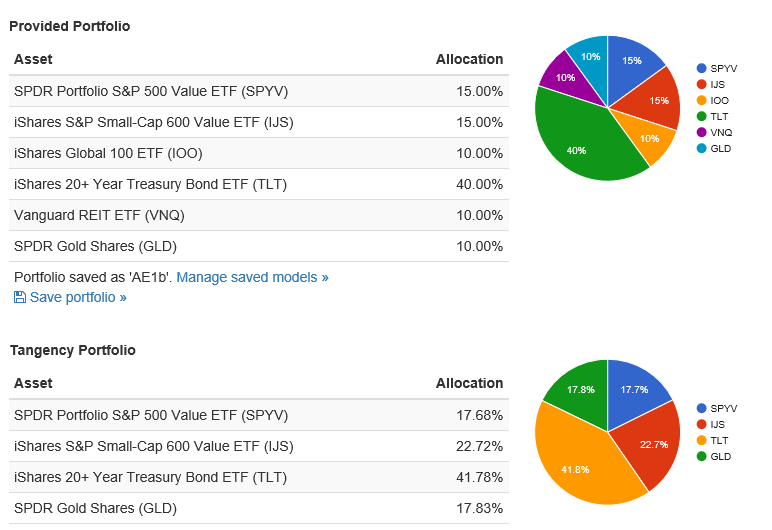 Provided Portfolio
Asset Allocation
SPDR Portfolio S&P 500 Value ETF (SPYV) 15.00%
iShares S&P Small-Cap 600 Value ETF (IJS) 15.00%
iShares Global 100 ETF (IOO) 10.00%
iShares 20+ Year Treasury Bond ETF (TLT) 40.00%
Vanguard REIT ETF (VNQ) 10.00%
SPDR Gold Shares (GLD) 10.00%
Portfolio saved as 'AE1b'. Manage saved models »
Save portfolio »
10% 15%
10% 15%
10%
40%
SPYV
IJS
IOO
TLT
VNQ
GLD
Tangency Portfolio
Asset Allocation
SPDR Portfolio S&P 500 Value ETF (SPYV) 17.68%
iShares S&P Small-Cap 600 Value ETF (IJS) 22.72%
iShares 20+ Year Treasury Bond ETF (TLT) 41.78%
SPDR Gold Shares (GLD) 17.83%
17.8% 17.7%
22.7%
41.8%
SPYV
IJS
TLT
GLD